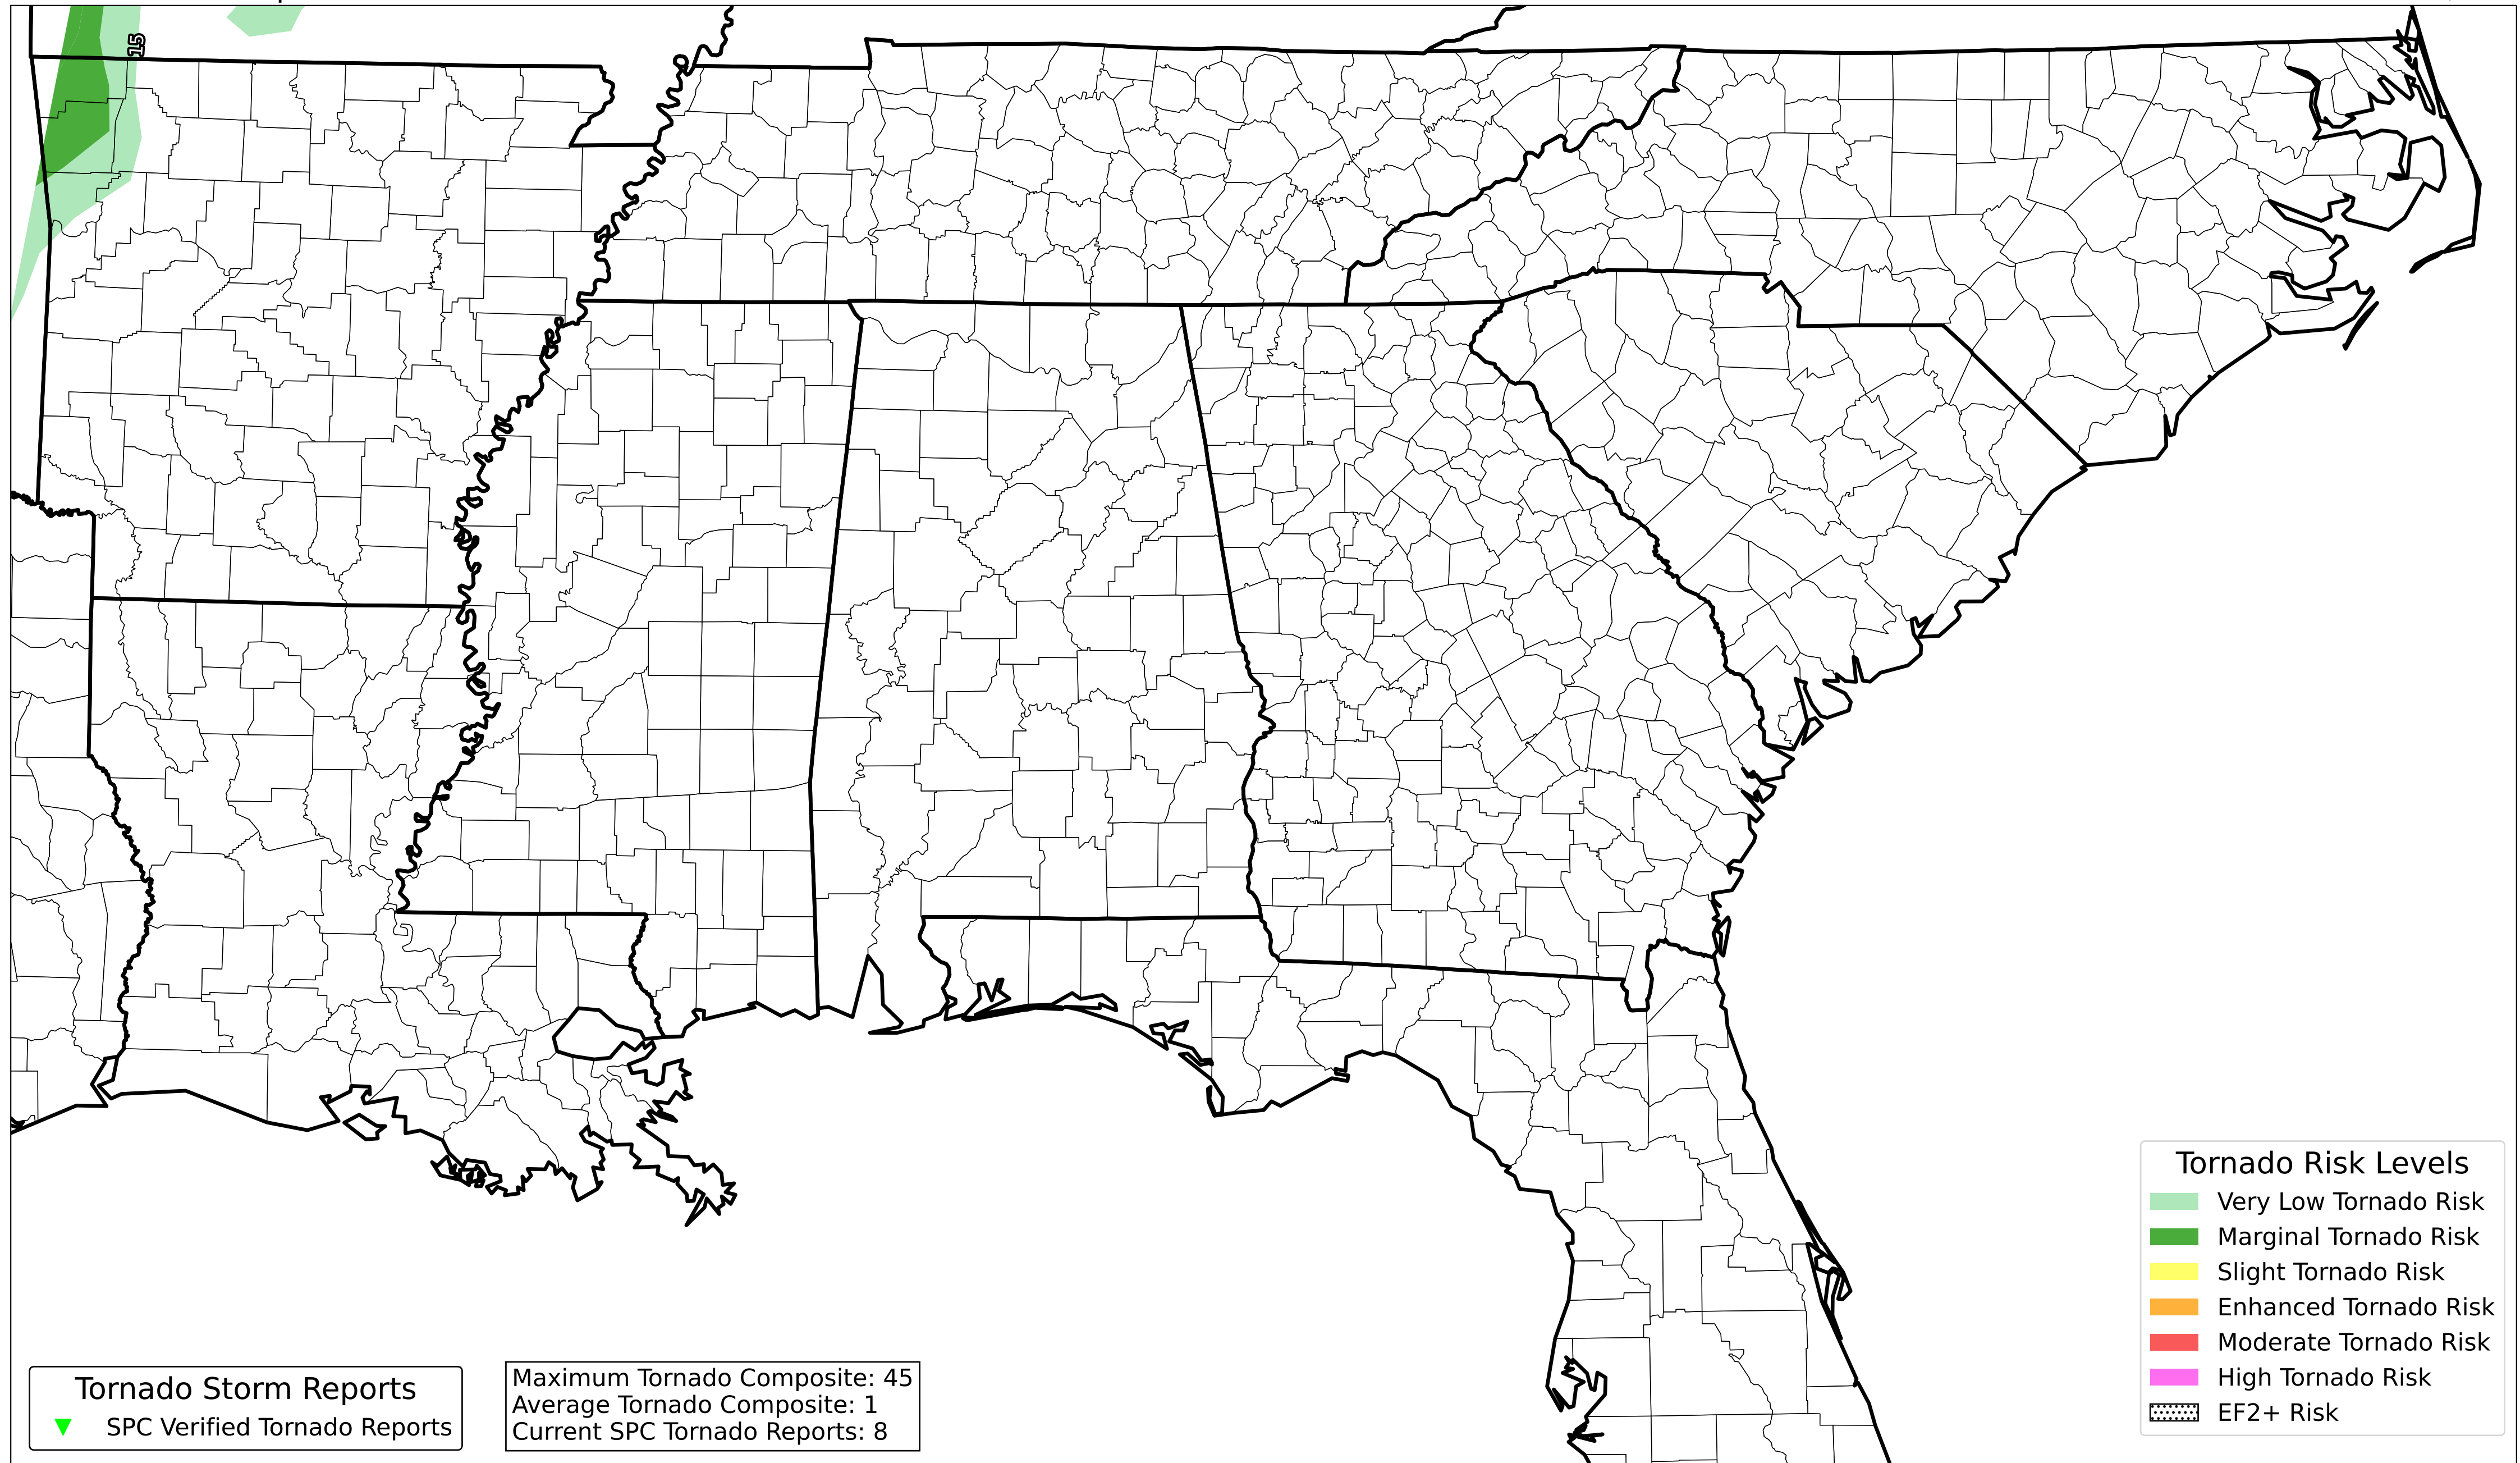 15
Tornado Risk Levels
Very Low Tornado Risk
Marginal Tornado Risk
Slight Tornado Risk
Enhanced Tornado Risk
Moderate Tornado Risk
High Tornado Risk
EF2+ Risk
Tornado Storm Reports
SPC Verified Tornado Reports
Maximum Tornado Composite: 45
Average Tornado Composite: 1
Current SPC Tornado Reports: 8